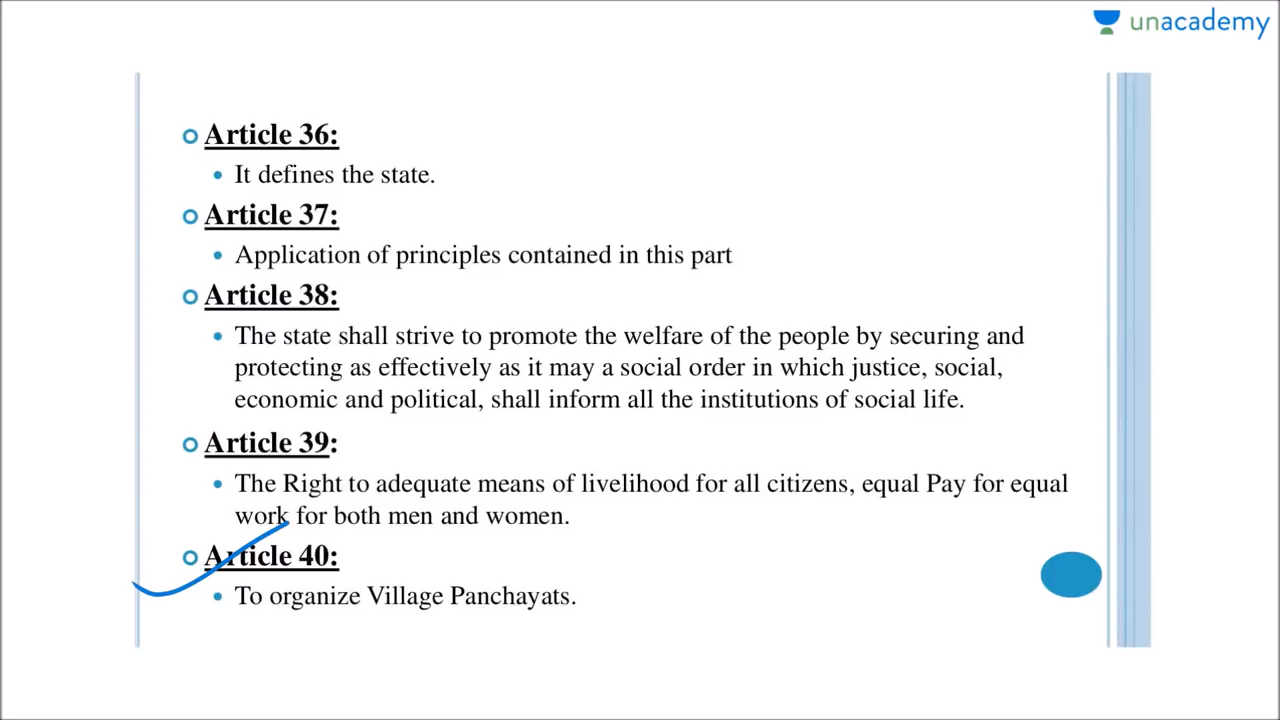 unacademy
Article 36:
It defines the state.
Article 37:
Application of principles contained in this part
Article 38:
The state shall strive to promote the welfare of the people by securing and
protecting as effectively as it may a social order in which justice, social,
economic and political, shall inform all the institutions of social life.
Article 39:
The Right to adequate means of livelihood for all citizens, equal Pay for equal
work for both men and women.
Article 40:
To organize Village Panchayats.